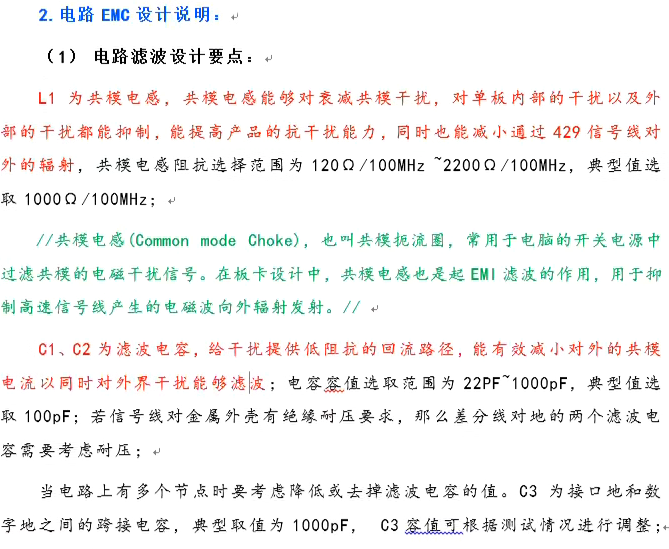 2.电路 EMC 设计说明：
（1） 电路滤波设计要点：
L1 为共模电感，共模电感能够对衰减共模干扰，对单板内部的干扰以及外
部的干扰都能抑制，能提高产品的抗干扰能力，同时也能减小通过 429 信号线对
外的辐射，共模电感阻抗选择范围为 120Ω/100MHz ~2200Ω/100MHz，典型值选
取 1000Ω/100MHz；
//共模电感(Common mode Choke)，也叫共模扼流圈，常用于电脑的开关电源中
过滤共模的电磁干扰信号。在板卡设计中，共模电感也是起 EMI 滤波的作用，用于抑
制高速信号线产生的电磁波向外辐射发射。//
C1、C2 为滤波电容，给干扰提供低阻抗的回流路径，能有效减小对外的共模
电流以同时对外界干扰能够滤波；电容容值选取范围为 22PF~1000pF，典型值选
取 100pF；若信号线对金属外壳有绝缘耐压要求，那么差分线对地的两个滤波电
容需要考虑耐压；
当电路上有多个节点时要考虑降低或去掉滤波电容的值。C3 为接口地和数
字地之间的跨接电容，典型取值为 1000pF， C3 容值可根据测试情况进行调整；